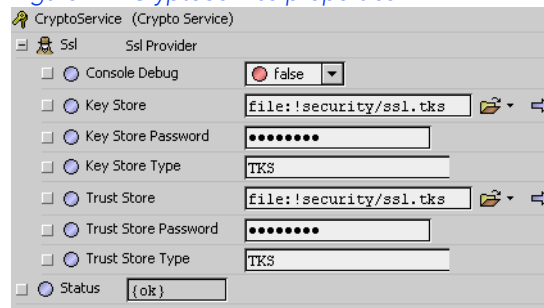 CryptoService (Crypto Service)
Ssl Ssl Provider
Console Debug false
Key Store file:!security/ssl.tks
Key Store Password ●●●●●●●●
Key Store Type TKS
Trust Store file:!security/ssl.tks
Trust Store Password ●●●●●●●●
Trust Store Type TKS
Status {ok}